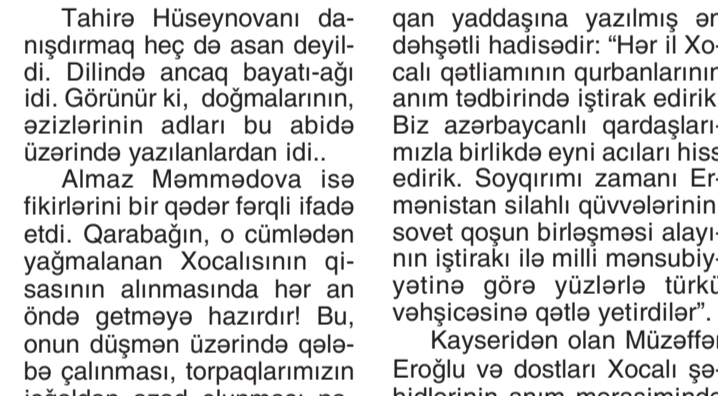 Tahirə Hüseynovanı da-
nışdırmaq heç də asan deyil-
di. Dilində ancaq bayatı-ağı
idi. Görünür ki, doğmalarının,
əzizlərinin adları bu abidə
üzərində yazılanlardan idi..
Almaz Məmmədova isə
fikirlərini bir qədər fərqli ifadə
etdi. Qarabağın, o cümlədən
yağmalanan Xocalısının qi-
sasının alınmasında hər an
öndə getməyə hazırdır! Bu,
onun düşmən üzərində qələ-
bə çalınması, torpaqlarımızın
qan yaddaşına yazılmış ən
dəhşətli hadisədir: “Hər il Xo-
calı qətliamının qurbanlarının
anım tədbirində iştirak edirik
Biz azərbaycanlı qardaşları-
mızla birlikdə eyni acıları hiss
edirik. Soyqırımı zamanı Er-
mənistan silahlı qüvvələrinin
sovet qoşun birləşməsi alayı-
nın iştirakı ilə milli mənsubiy-
yətinə görə yüzlərlə türkü
vəhşicəsinə qətlə yetirdilər”.
Kayseridən olan Müzəffər
Eroğlu və dostları Xocalı şə-